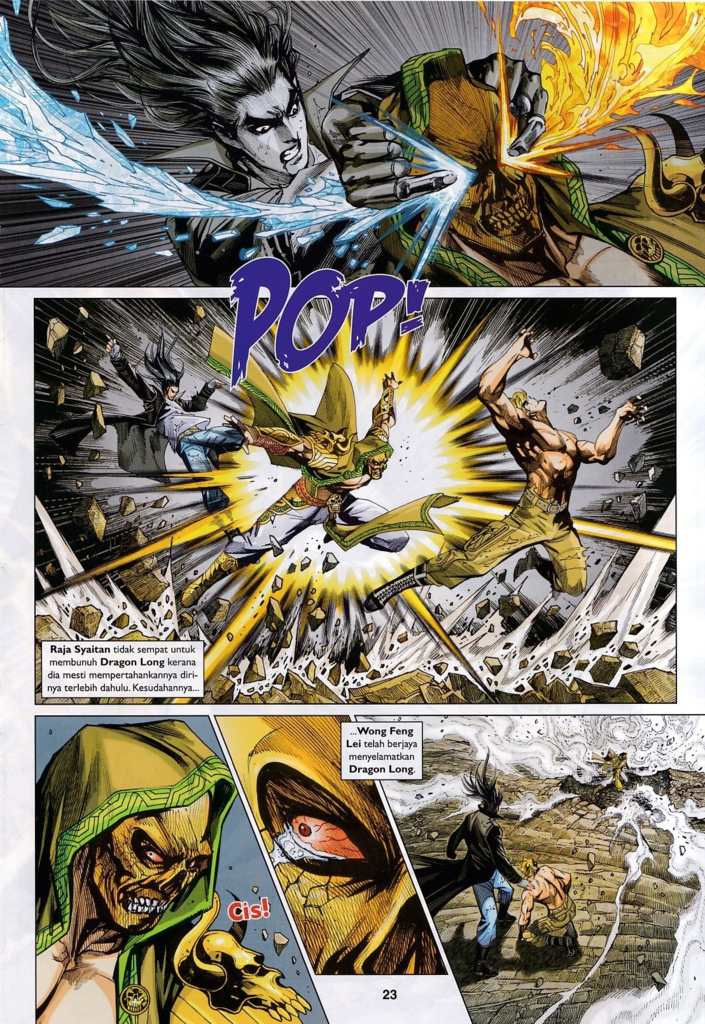 POP!
Raja Syaitan tidak sempat untuk
membunuh Dragon Long kerana
dia mesti mempertahankannya diri-
nya terlebih dahulu. Kesudahannya...
...Wong Feng
Lei telah berjaya
menyelamatkan
Dragon Long.
Cis!
23